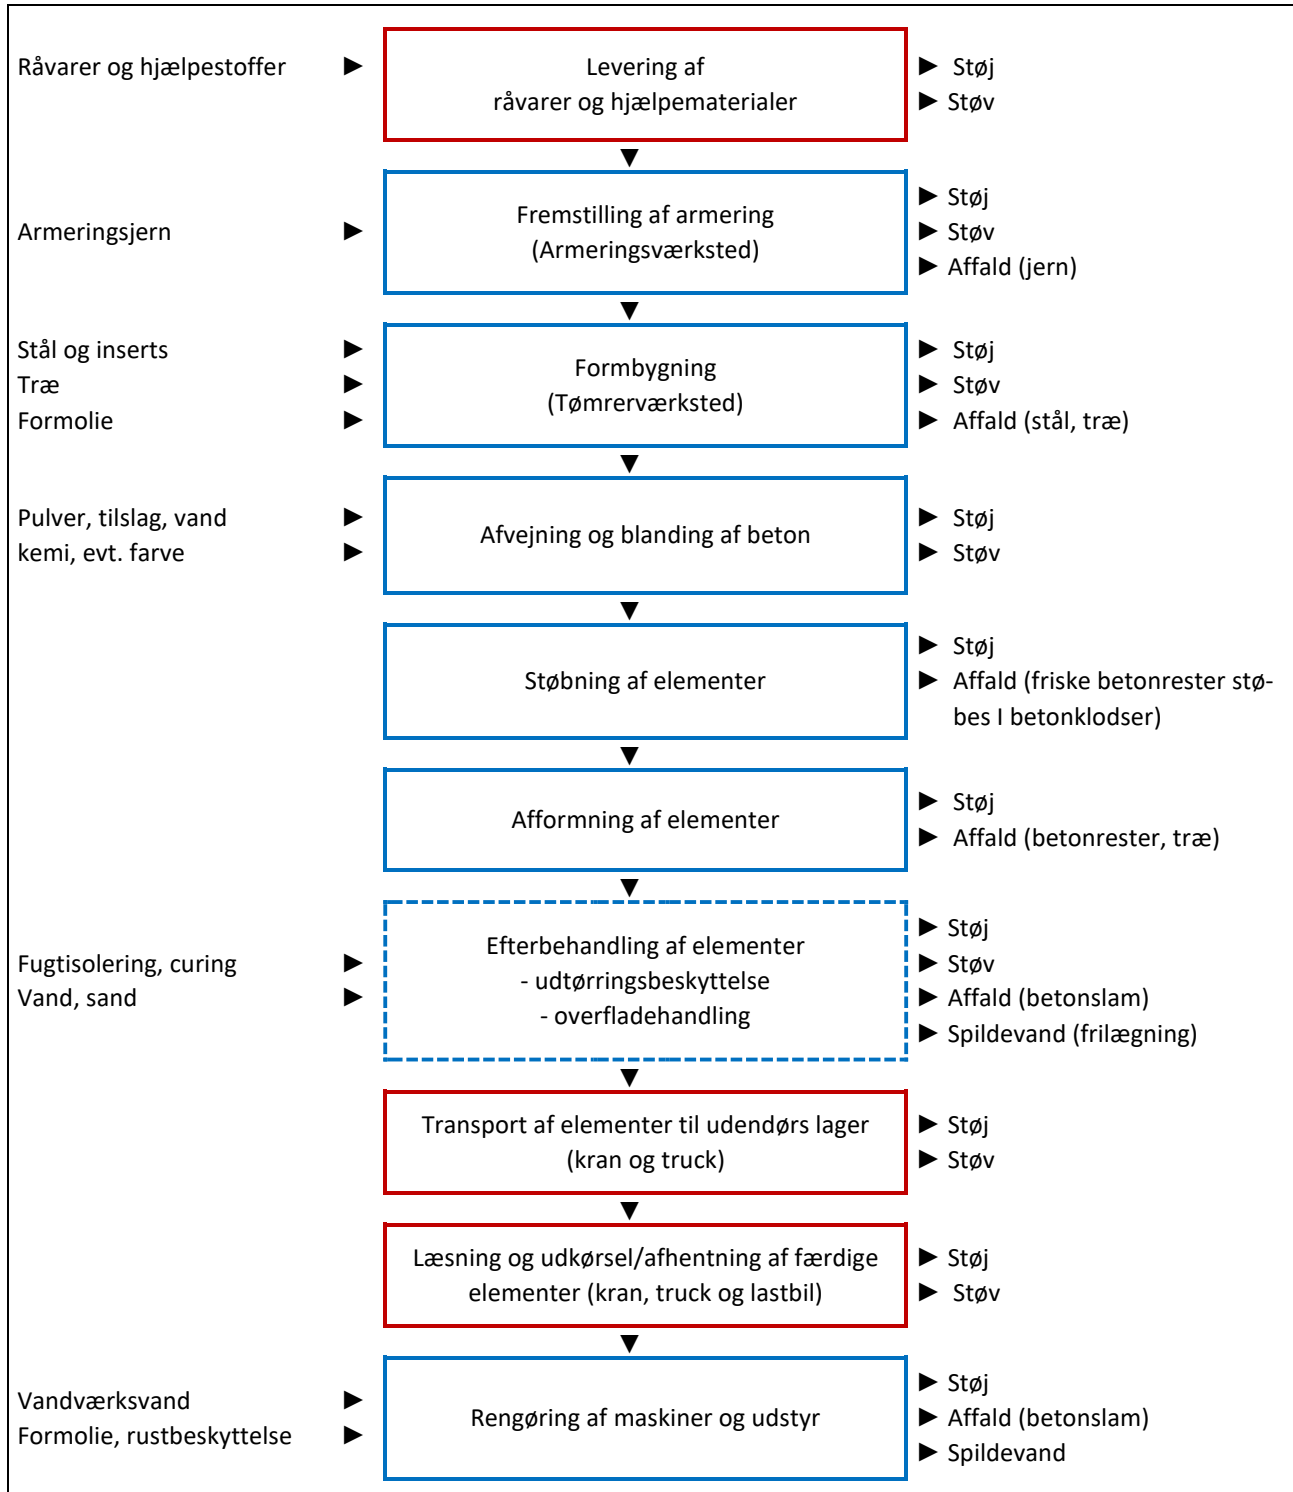 Råvarer og hjælpestoffer ► Levering af ► Støj
råvarer og hjælpematerialer ► Støv
▼
► Støj
Fremstilling af armering
Armeringsjern ► ► Støv
(Armeringsværksted)
► Affald (jern)
▼
Stål og inserts ► ► Støj
Formbygning
Træ ► ► Støv
(Tømrerværksted)
Formolie ► ► Affald (stål, træ)
▼
Pulver, tilslag, vand ► ► Støj
Afvejning og blanding af beton
kemi, evt. farve ► ► Støv
▼
► Støj
Støbning af elementer ► Affald (friske betonrester stø-
bes I betonklodser)
▼
► Støj
Afformning af elementer
► Affald (betonrester, træ)
▼
► Støj
Efterbehandling af elementer
Fugtisolering, curing ► ► Støv
- udtørringsbeskyttelse
Vand, sand ► ► Affald (betonslam)
- overfladehandling
► Spildevand (frilægning)
▼
Transport af elementer til udendørs lager ► Støj
(kran og truck) ► Støv
▼
Læsning og udkørsel/afhentning af færdige ► Støj
elementer (kran, truck og lastbil) ► Støv
▼
► Støj
Vandværksvand ►
Rengøring af maskiner og udstyr ► Affald (betonslam)
Formolie, rustbeskyttelse ►
► Spildevand